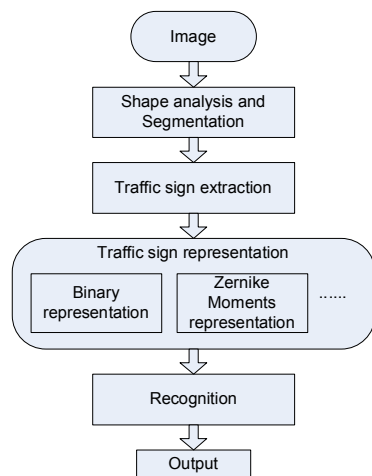 Image
Shape analysis and
Segmentation
Traffic sign extraction
Traffic sign representation
Binary
representation
Zernike
Moments
representation
......
Recognition
Output